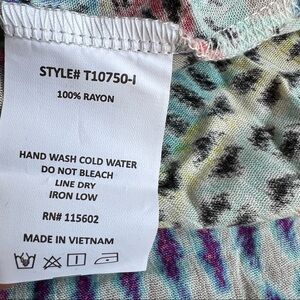 STYLE# T10750-I
100% RAYON
HAND WASH COLD WATER
DO NOT BLEACH
LINE DRY
IRON LOW
RN# 115602
MADE IN VIETNAM